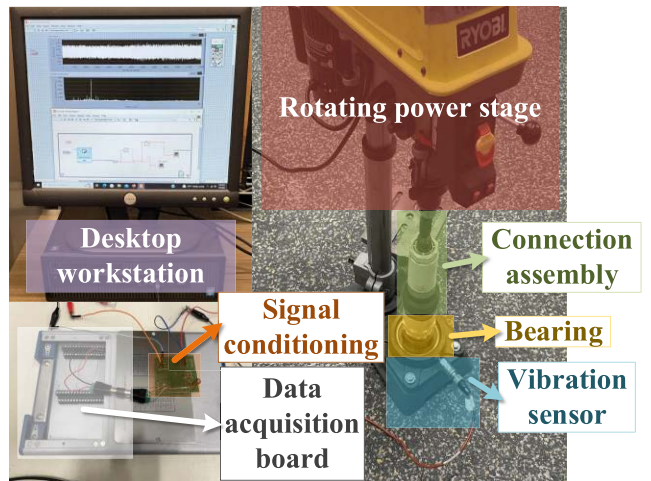 RYOBI
Rotating power stage
Desktop
workstation
Connection
assembly
Signal
conditioning
Bearing
Data
acquisition
board
Vibration
sensor